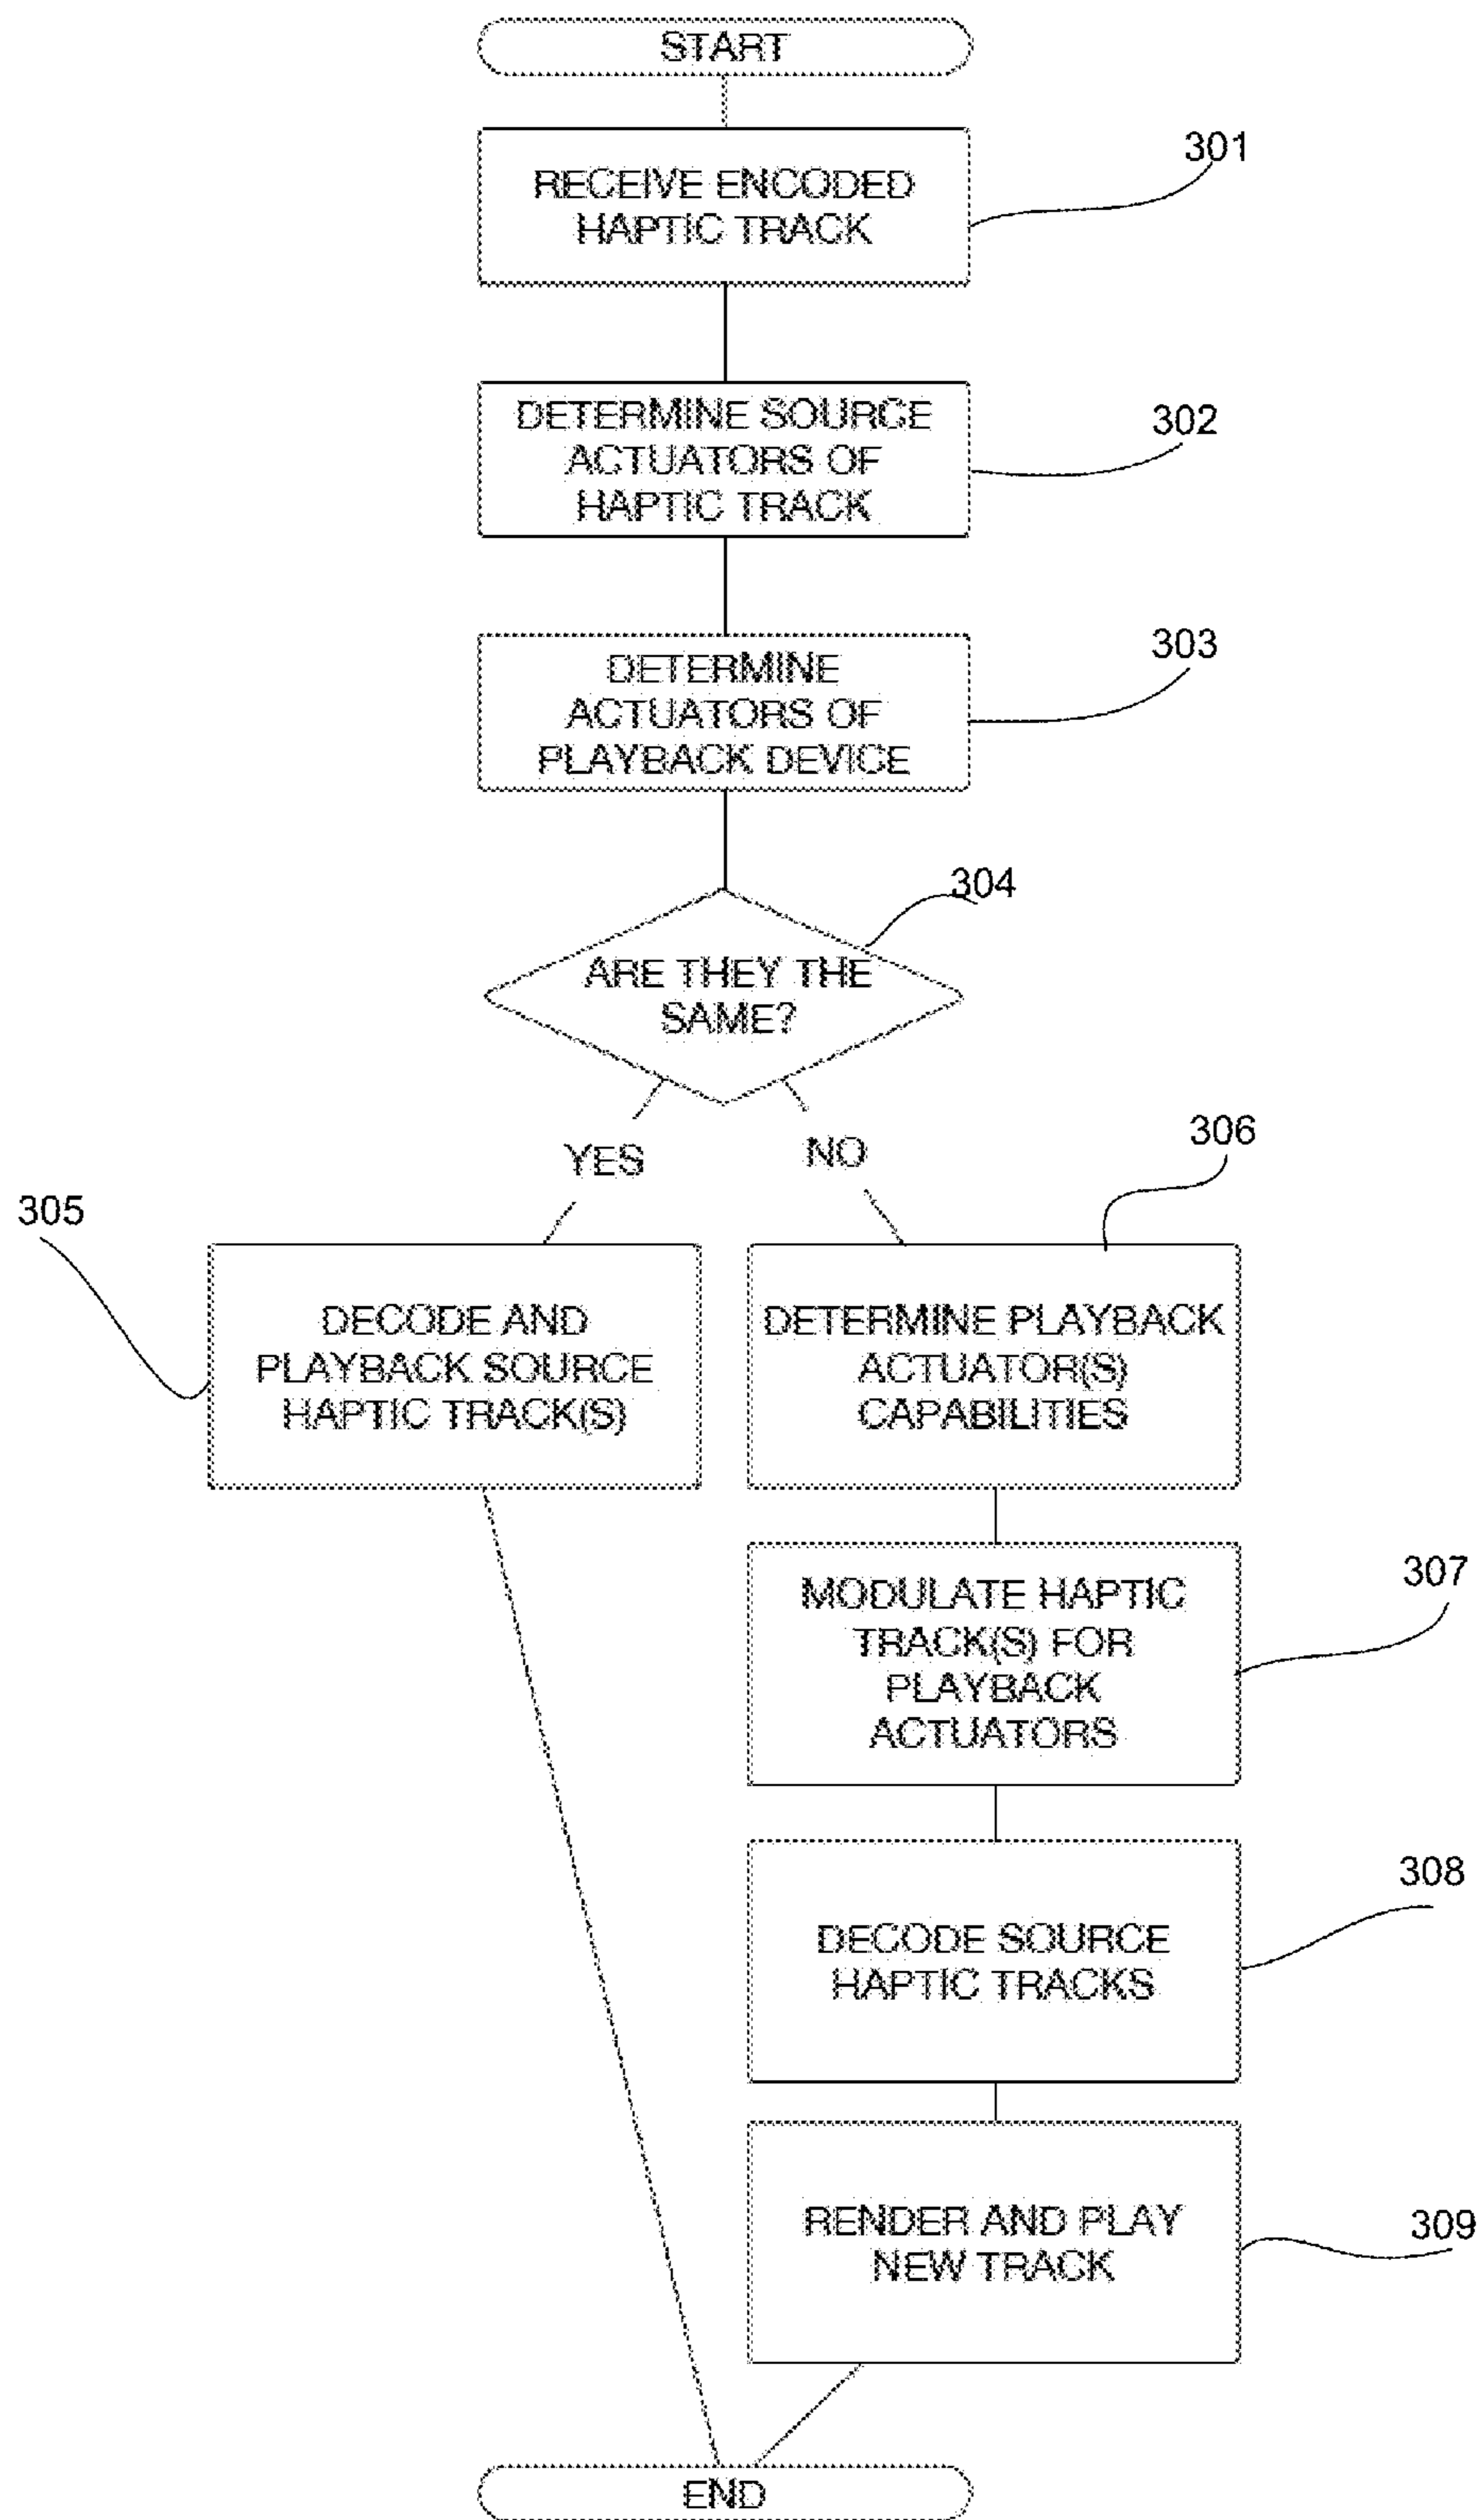 START
RECEIVE ENCODED
HAPTIC TRACK
301
DETERMINE SOURCE
ACTUATORS OF
HAPTIC TRACK
302
DETERMINE
ACTUATORS OF
PLAYBACK DEVICE
303
ARE THEY THE
SAME?
304
YES
NO
305
DECODE AND
PLAYBACK SOURCE
HAPTIC TRACK(S)
306
DETERMINE PLAYBACK
ACTUATOR(S)
CAPABILITIES
MODULATE HAPTIC
TRACK(S) FOR
PLAYBACK
ACTUATORS
307
DECODE SOURCE
HAPTIC TRACKS
308
RENDER AND PLAY
NEW TRACK
309
END